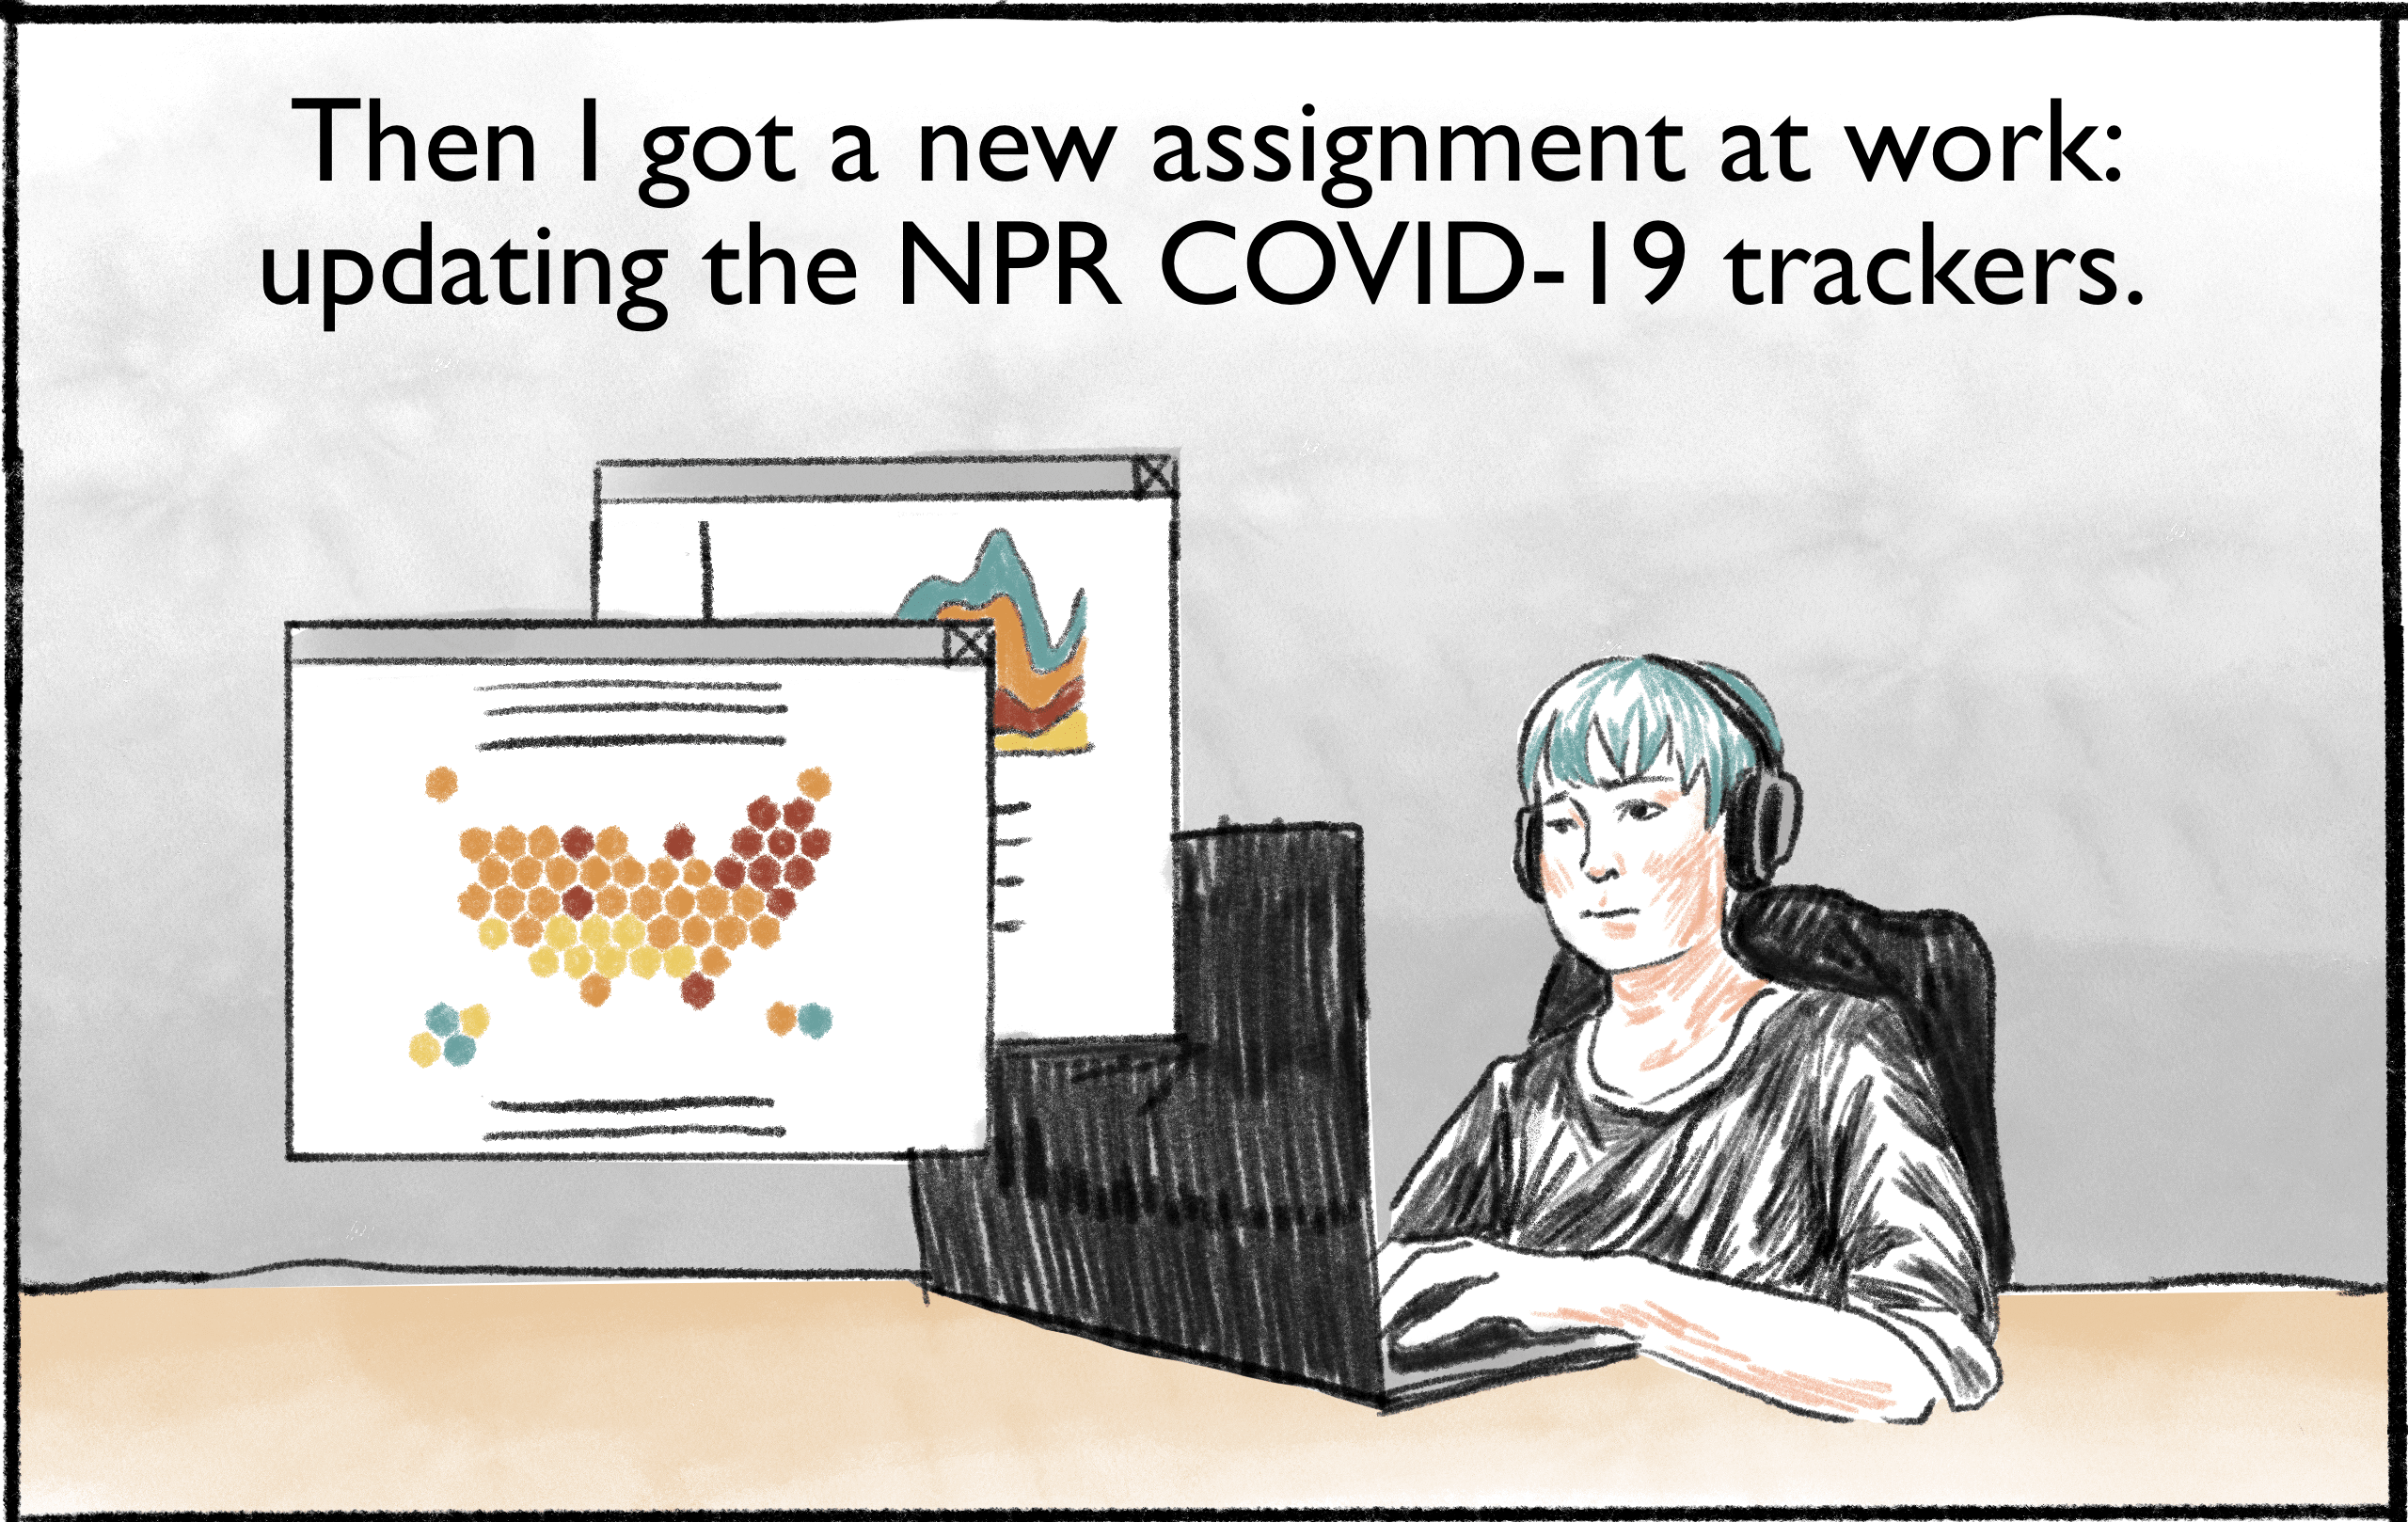 Then I got a new assignment at work:
updating the NPR COVID-19 trackers.